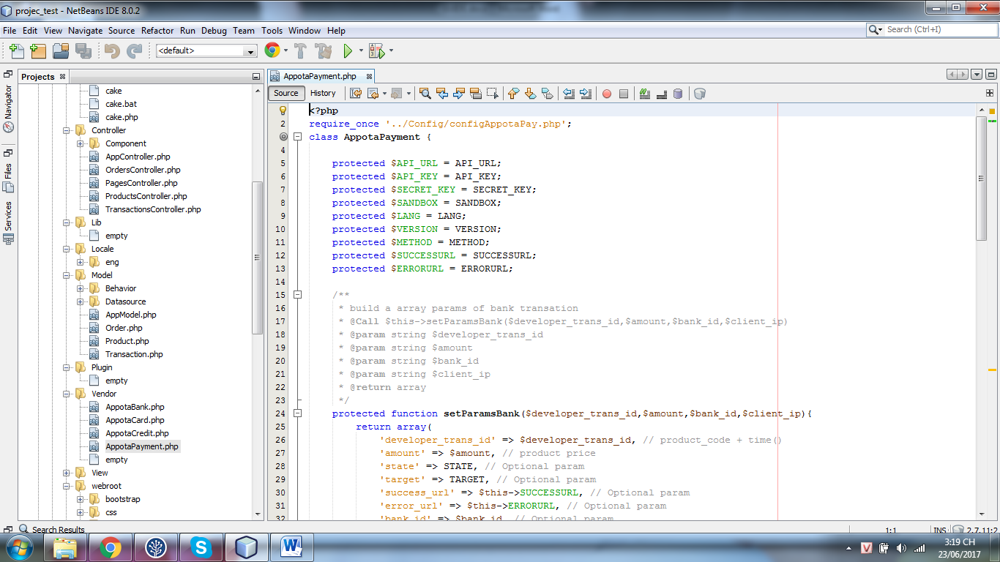 projec_test - NetBeans IDE 8.0.2
File Edit View Navigate Source Refactor Run Debug Team Tools Window Help
Search (Ctrl+I)
<default>
Projects
AppotaPayment.php
Source History
Navigator
Files
Services
cake
cake.bat
cake.php
Controller
Component
AppController.php
OrdersController.php
PagesController.php
ProductsController.php
TransactionsController.php
Lib
empty
Locale
eng
Model
Behavior
Datasource
AppModel.php
Order.php
Product.php
Transaction.php
Plugin
empty
Vendor
AppotaBank.php
AppotaCard.php
AppotaCredit.php
AppotaPayment.php
empty
View
webroot
bootstrap
css
<?php
2 require_once '../Config/configAppotaPay.php';
class AppotaPayment {
4
5 protected $API_URL = API_URL;
6 protected $API_KEY = API_KEY;
7 protected $SECRET_KEY = SECRET_KEY;
8 protected $SANDBOX = SANDBOX;
9 protected $LANG = LANG;
10 protected $VERSION = VERSION;
11 protected $METHOD = METHOD;
12 protected $SUCCESSURL = SUCCESSURL;
13 protected $ERRORURL = ERRORURL;
14
15 /**
16 * build a array params of bank transation
17 * @Call $this->setParamsBank($developer_trans_id,$amount,$bank_id,$client_ip)
18 * @param string $developer_trans_id
19 * @param string $amount
20 * @param string $bank_id
21 * @param string $client_ip
22 * @return array
23 */
24 protected function setParamsBank($developer_trans_id,$amount,$bank_id,$client_ip){
25 return array(
26 'developer_trans_id' => $developer_trans_id, // product_code + time()
27 'amount' => $amount, // product price
28 'state' => STATE, // Optional param
29 'target' => TARGET, // Optional param
30 'success_url' => $this->SUCCESSURL, // Optional param
31 'error_url' => $this->ERRORURL, // Optional param
32 'bank_id' => $bank_id, // Optional param
Search Results
1:1 INS 2.7.11:2
3:19 CH
23/06/2017